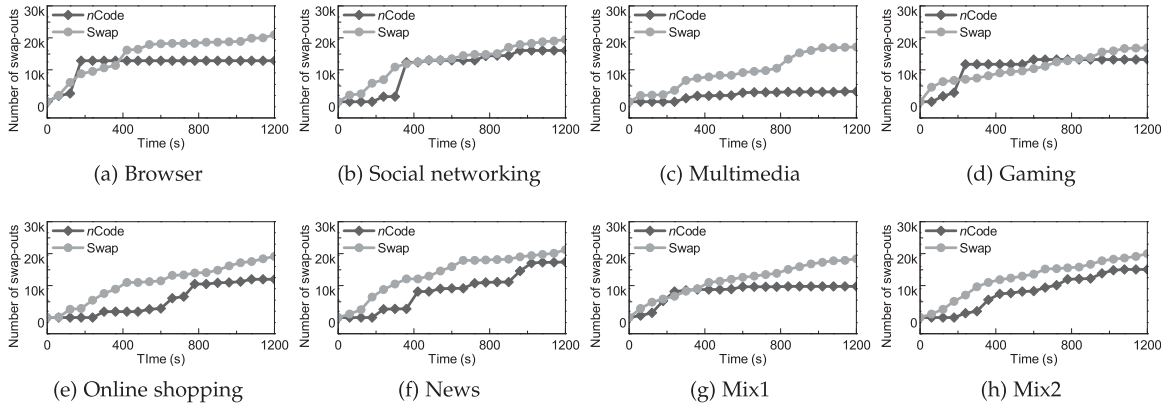 Number of swap-outs
30k
20k
10k
0
nCode
Swap
0
400
800
1200
Time (s)
(a) Browser
Number of swap-outs
30k
20k
10k
0
nCode
Swap
0
400
800
1200
Time (s)
(b) Social networking
Number of swap-outs
30k
20k
10k
0
nCode
Swap
0
400
800
1200
Time (s)
(c) Multimedia
Number of swap-outs
30k
20k
10k
0
nCode
Swap
0
400
800
1200
Time (s)
(d) Gaming
Number of swap-outs
30k
20k
10k
0
nCode
Swap
0
400
800
1200
TIme (s)
(e) Online shopping
Number of swap-outs
30k
20k
10k
0
nCode
Swap
0
400
800
1200
Time (s)
(f) News
Number of swap-outs
30k
20k
10k
0
nCode
Swap
0
400
800
1200
Time (s)
(g) Mix1
Number of swap-outs
30k
20k
10k
0
nCode
Swap
0
400
800
1200
Time (s)
(h) Mix2